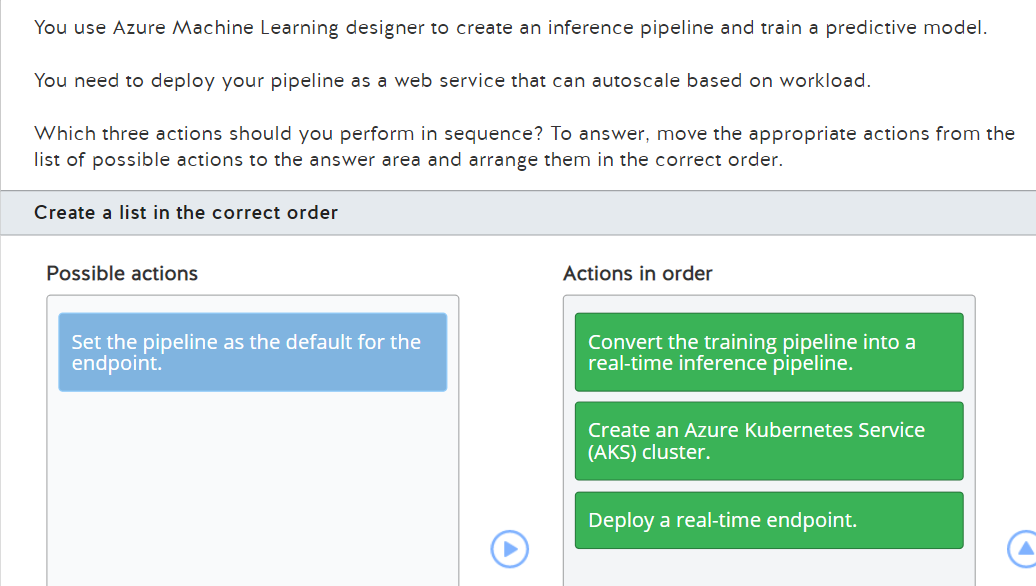 You use Azure Machine Learning designer to create an inference pipeline and train a predictive model.
You need to deploy your pipeline as a web service that can autoscale based on workload.
Which three actions should you perform in sequence? To answer, move the appropriate actions from the
list of possible actions to the answer area and arrange them in the correct order.
Create a list in the correct order
Possible actions
Set the pipeline as the default for the
endpoint.
Actions in order
Convert the training pipeline into a
real-time inference pipeline.
Create an Azure Kubernetes Service
(AKS) cluster.
Deploy a real-time endpoint.